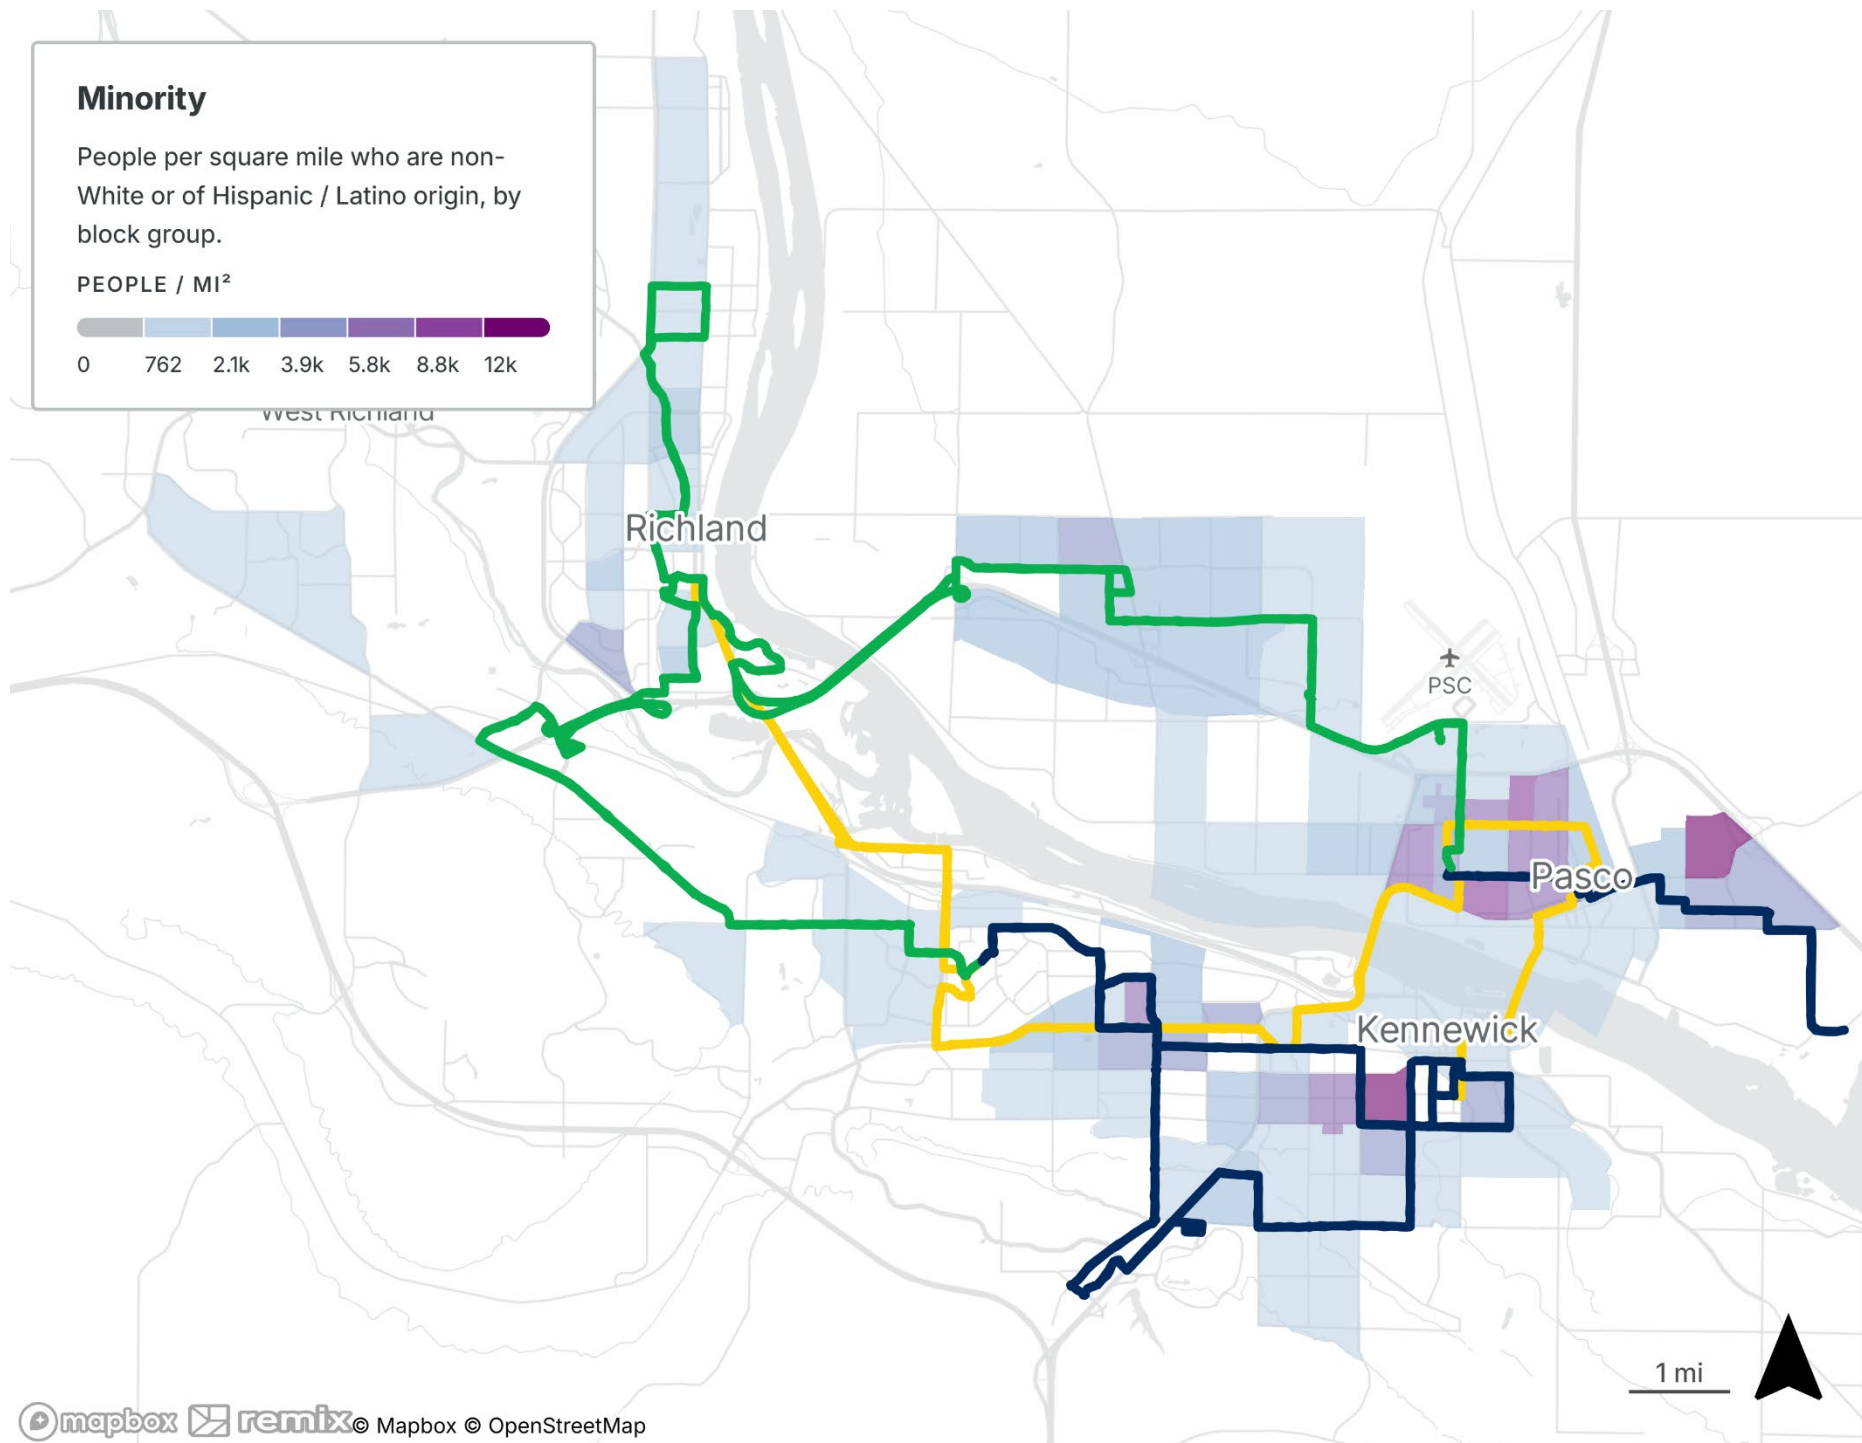 Minority
People per square mile who are non-
White or of Hispanic / Latino origin, by
block group.
PEOPLE / MI²
0 762 2.1k 3.9k 5.8k 8.8k 12k
West Richland
Richland
PSC
Pasco
Kennewick
1 mi
mapbox remix © Mapbox © OpenStreetMap